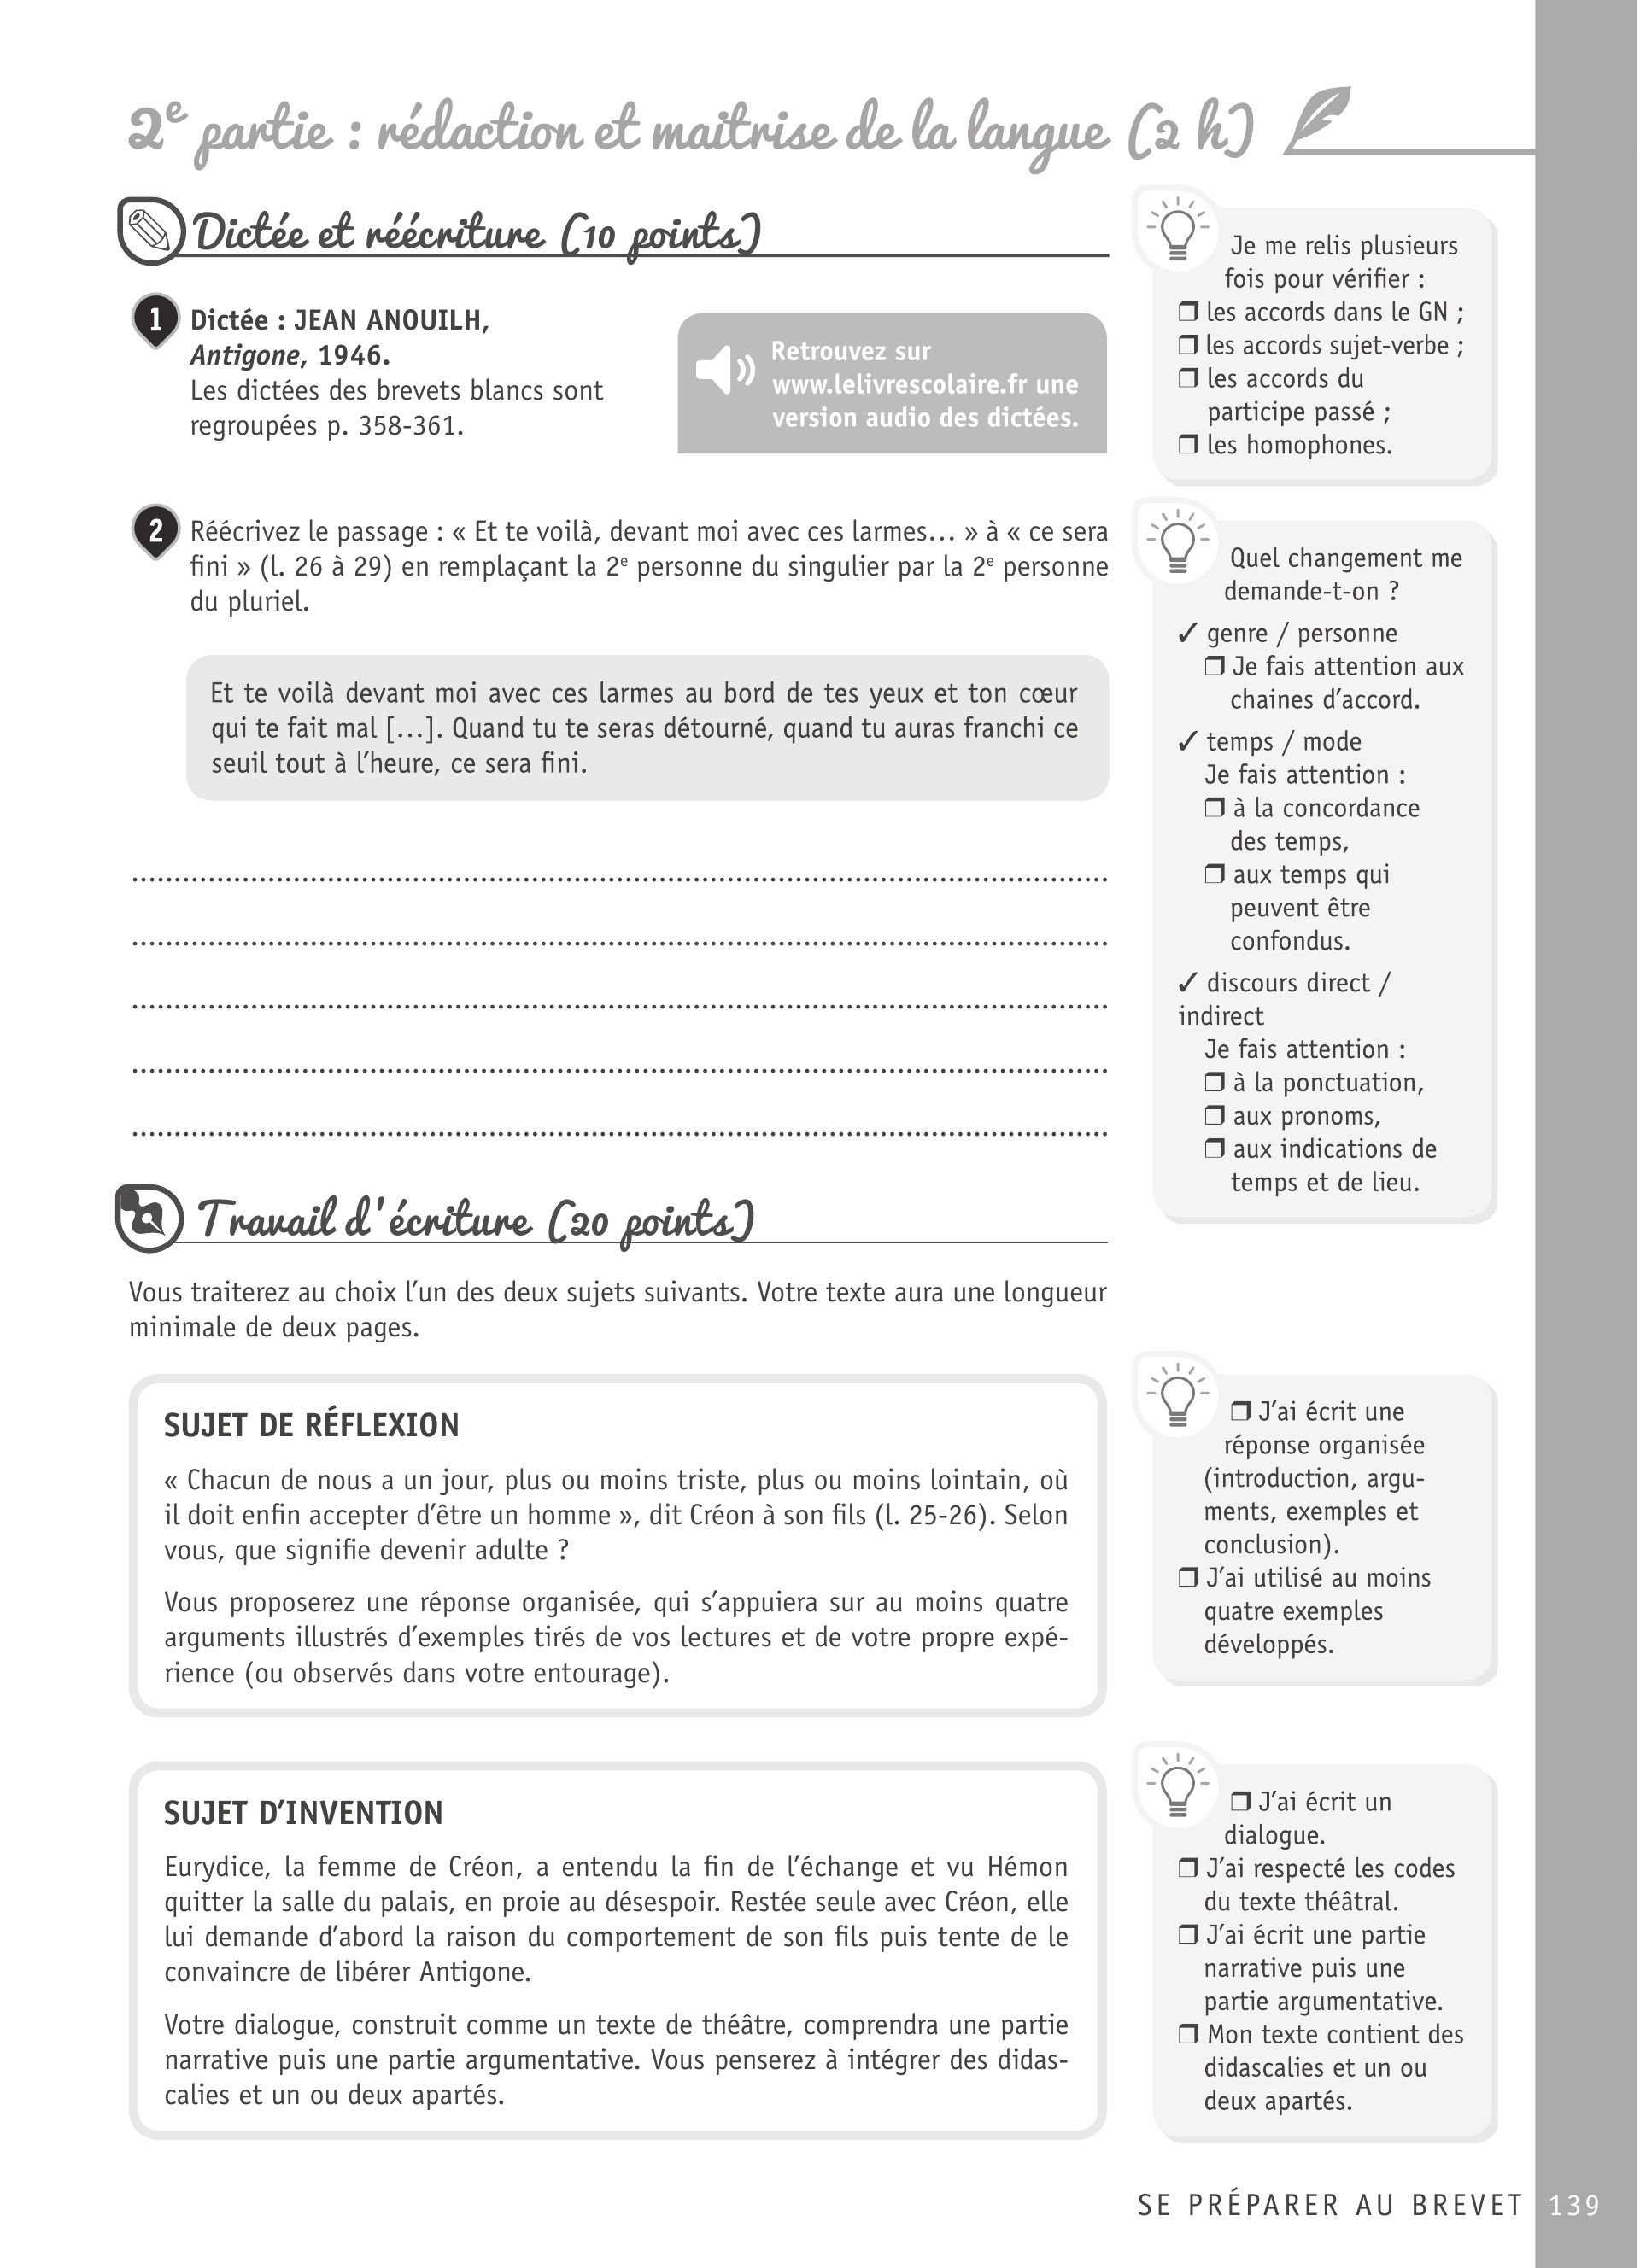 2e partie : rédaction et maitrise de la langue (2 h)
Dictée et réécriture (10 points)
1 Dictée : JEAN ANOUILH,
Antigone, 1946.
Les dictées des brevets blancs sont
regroupées p. 358-361.
Retrouvez sur
www.lelivrescolaire.fr une
version audio des dictées.
Je me relis plusieurs
fois pour vérifier :
❒ les accords dans le GN ;
❒ les accords sujet-verbe ;
❒ les accords du
participe passé ;
❒ les homophones.
2 Réécrivez le passage : « Et te voilà, devant moi avec ces larmes… » à « ce sera
fini » (l. 26 à 29) en remplaçant la 2e personne du singulier par la 2e personne
du pluriel.
Et te voilà devant moi avec ces larmes au bord de tes yeux et ton cœur
qui te fait mal […]. Quand tu te seras détourné, quand tu auras franchi ce
seuil tout à l’heure, ce sera fini.
Quel changement me
demande-t-on ?
✓ genre / personne
❒ Je fais attention aux
chaines d’accord.
✓ temps / mode
Je fais attention :
❒ à la concordance
des temps,
❒ aux temps qui
peuvent être
confondus.
✓ discours direct /
indirect
Je fais attention :
❒ à la ponctuation,
❒ aux pronoms,
❒ aux indications de
temps et de lieu.
Travail d'écriture (20 points)
Vous traiterez au choix l’un des deux sujets suivants. Votre texte aura une longueur
minimale de deux pages.
SUJET DE RÉFLEXION
« Chacun de nous a un jour, plus ou moins triste, plus ou moins lointain, où
il doit enfin accepter d’être un homme », dit Créon à son fils (l. 25-26). Selon
vous, que signifie devenir adulte ?
Vous proposerez une réponse organisée, qui s’appuiera sur au moins quatre
arguments illustrés d’exemples tirés de vos lectures et de votre propre expé-
rience (ou observés dans votre entourage).
❒ J’ai écrit une
réponse organisée
(introduction, argu-
ments, exemples et
conclusion).
❒ J’ai utilisé au moins
quatre exemples
développés.
SUJET D’INVENTION
Eurydice, la femme de Créon, a entendu la fin de l’échange et vu Hémon
quitter la salle du palais, en proie au désespoir. Restée seule avec Créon, elle
lui demande d’abord la raison du comportement de son fils puis tente de le
convaincre de libérer Antigone.
Votre dialogue, construit comme un texte de théâtre, comprendra une partie
narrative puis une partie argumentative. Vous penserez à intégrer des didas-
calies et un ou deux apartés.
❒ J’ai écrit un
dialogue.
❒ J’ai respecté les codes
du texte théâtral.
❒ J’ai écrit une partie
narrative puis une
partie argumentative.
❒ Mon texte contient des
didascalies et un ou
deux apartés.
SE PRÉPARER AU BREVET 139